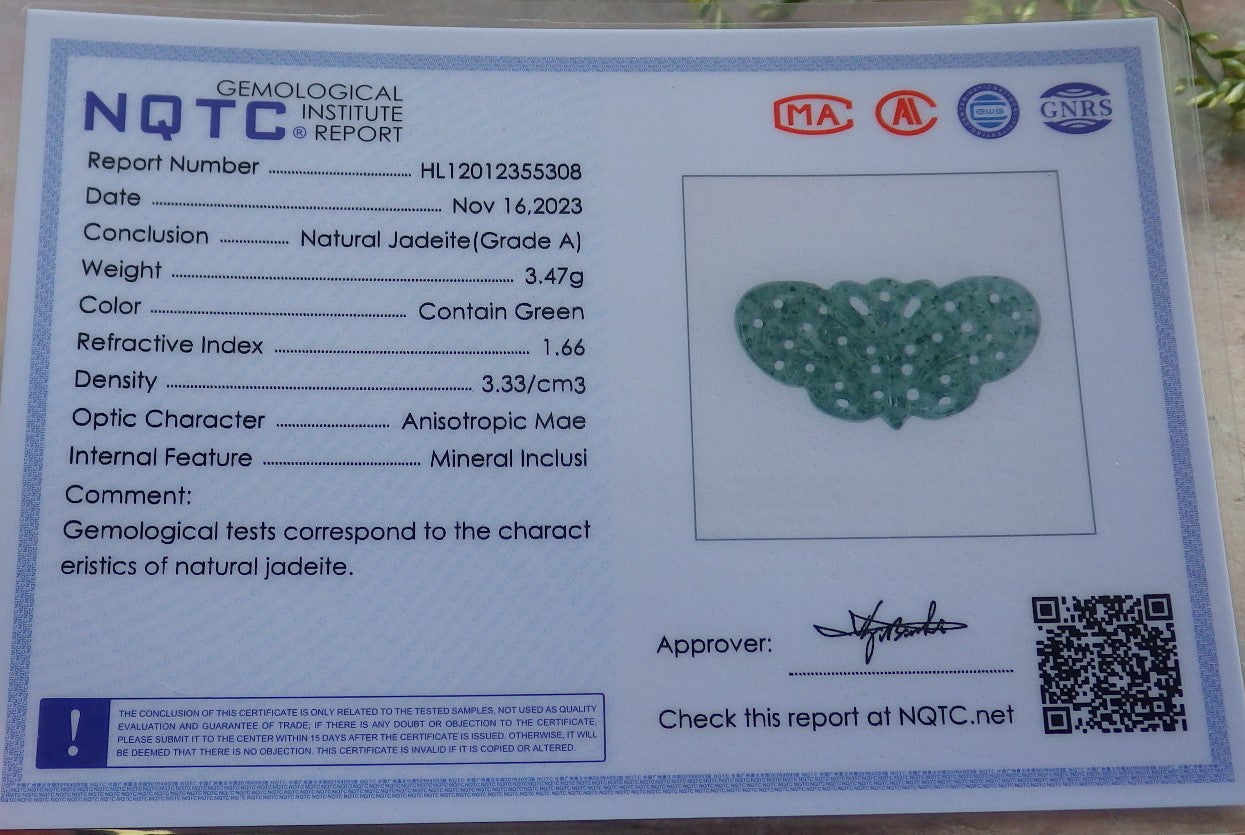 GEMOLOGICAL
NQTC® INSTITUTE
REPORT
MA
GWS
GNRS
Report Number ........ HL12012355308
Date ........ Nov 16,2023
Conclusion ........ Natural Jadeite(Grade A)
Weight ........ 3.47g
Color ........ Contain Green
Refractive Index ........ 1.66
Density ........ 3.33/cm3
Optic Character ........ Anisotropic Mae
Internal Feature ........ Mineral Inclusi
Comment:
Gemological tests correspond to the charact
eristics of natural jadeite.
Approver:
Check this report at NQTC.net
! THE CONCLUSION OF THIS CERTIFICATE IS ONLY RELATED TO THE TESTED SAMPLES, NOT USED AS QUALITY
EVALUATION AND GUARANTEE OF TRADE; IF THERE IS ANY DOUBT OR OBJECTION TO THE CERTIFICATE,
PLEASE SUBMIT IT TO THE CENTER WITHIN 15 DAYS AFTER THE CERTIFICATE IS ISSUED, OTHERWISE, IT WILL
BE DEEMED THAT THERE IS NO OBJECTION. THIS CERTIFICATE IS INVALID IF IT IS COPIED OR ALTERED.